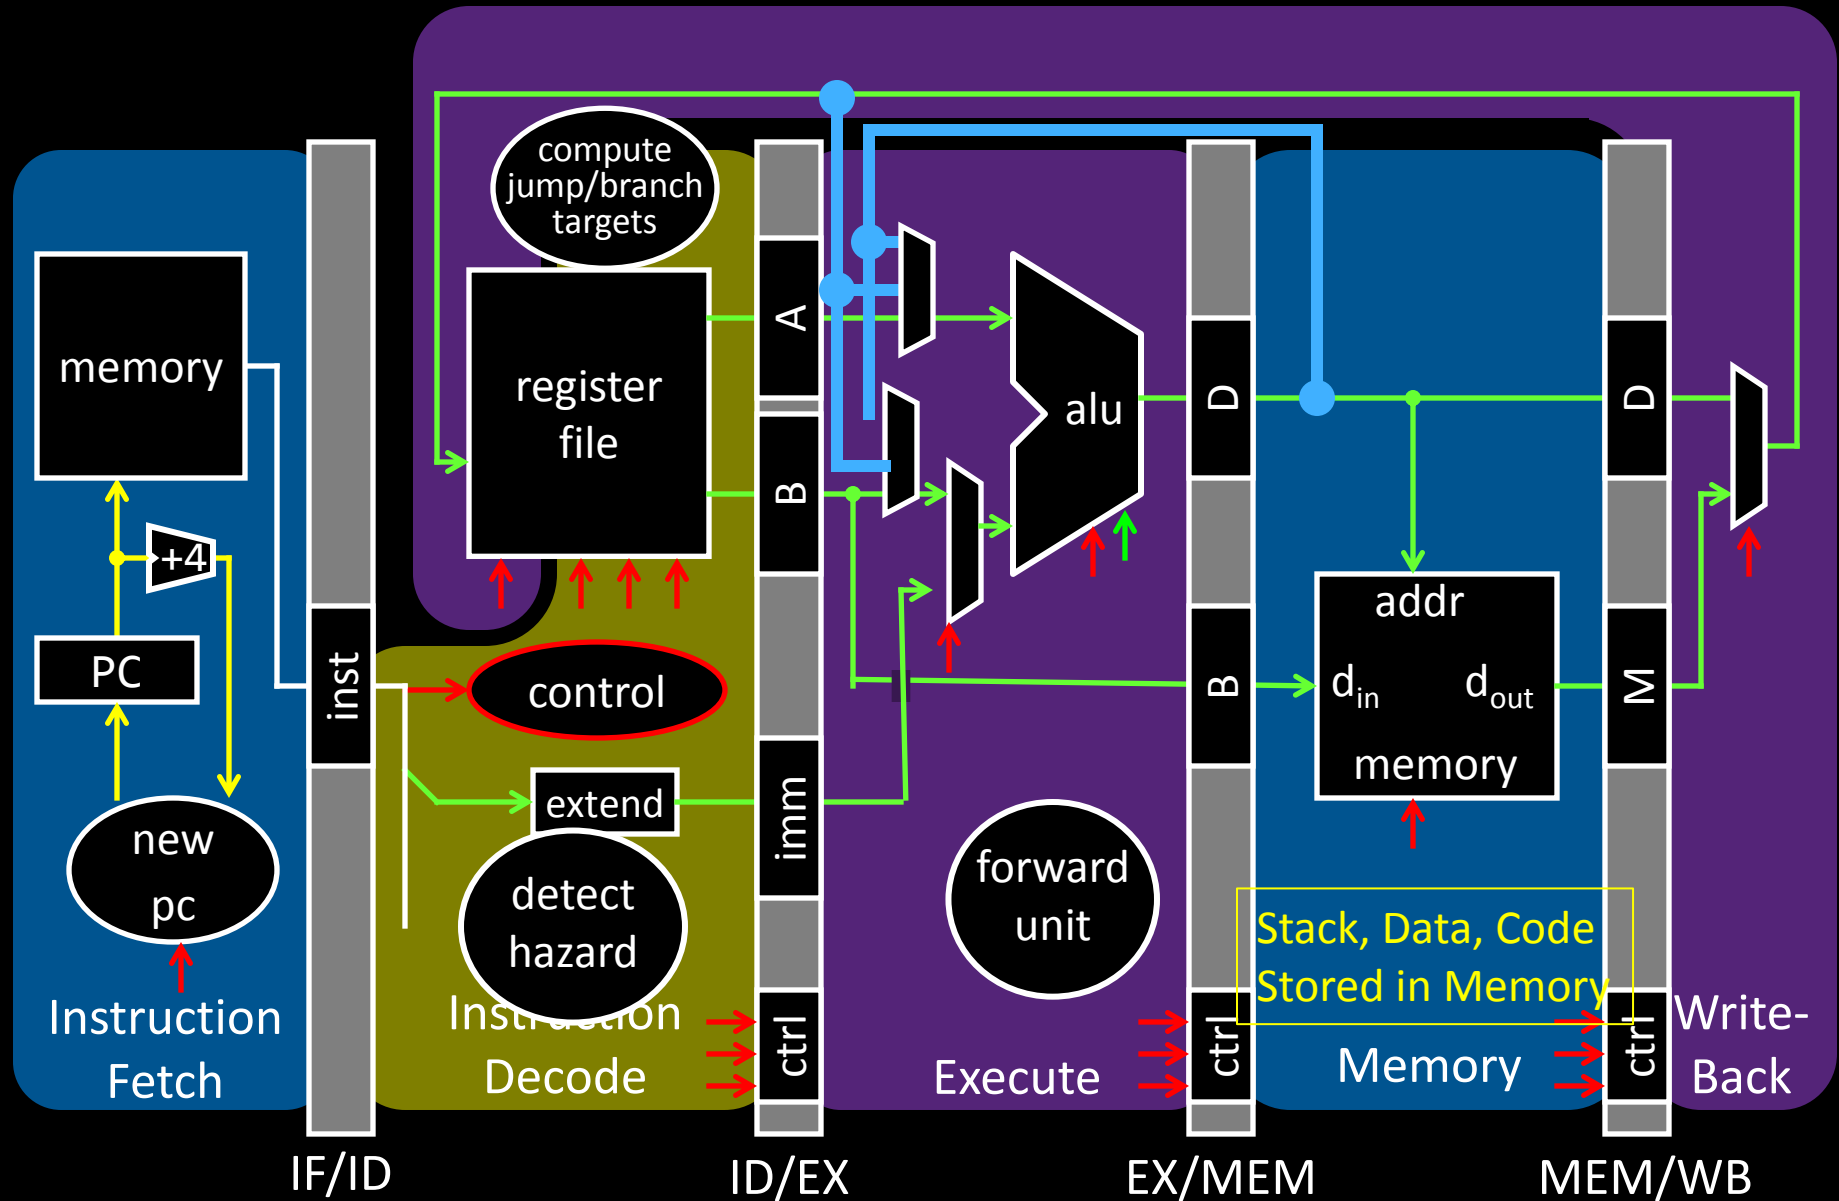 compute
jump/branch
targets
memory
register
file
A
B
alu
D
D
+4
PC
inst
control
B
addr
d_in
d_out
memory
M
extend
imm
new
pc
detect
hazard
forward
unit
Stack, Data, Code
Stored in Memory
Instruction
Fetch
Instruction
Decode
ctrl
Execute
ctrl
Memory
ctrl
Write-
Back
IF/ID
ID/EX
EX/MEM
MEM/WB